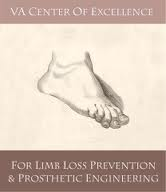 VA Center Of Excellence
For Limb Loss Prevention
& Prosthetic Engineering